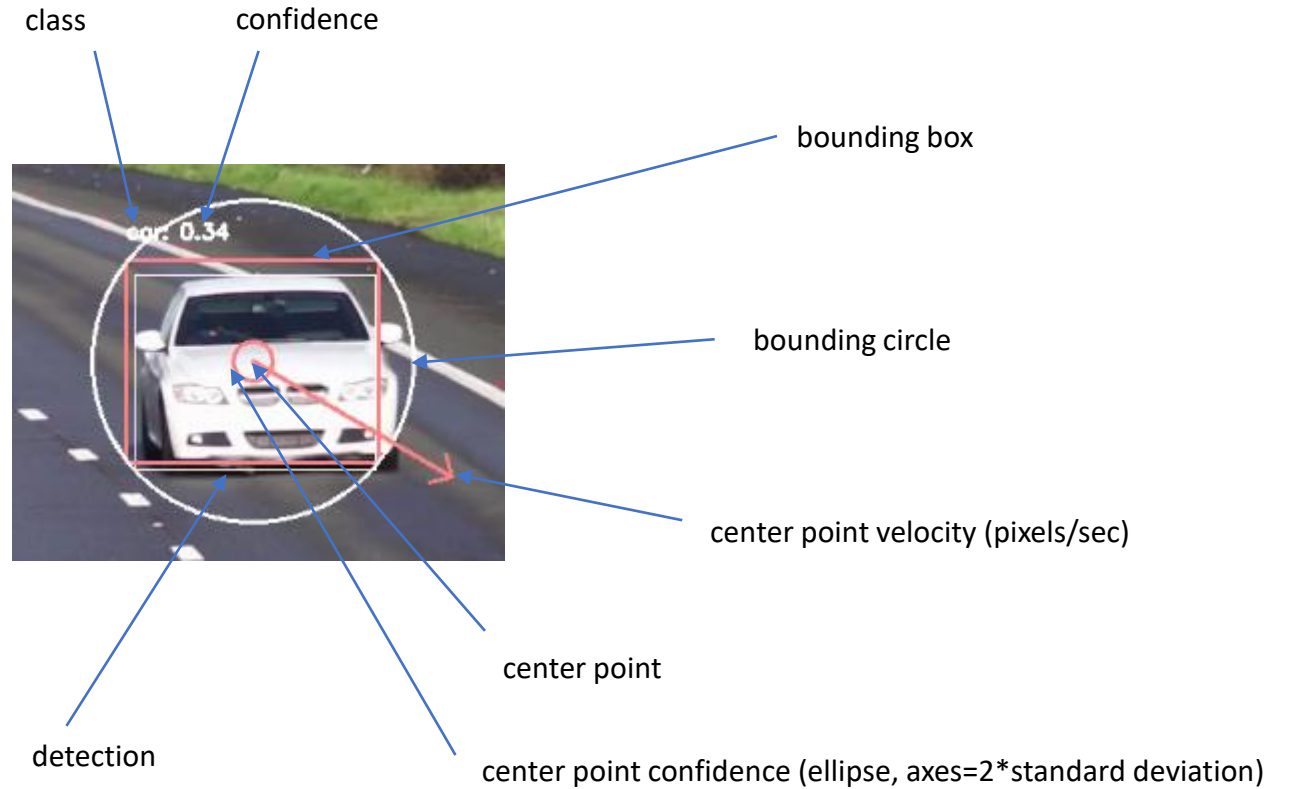 class
confidence
bounding box
car: 0.34
bounding circle
center point velocity (pixels/sec)
center point
detection
center point confidence (ellipse, axes=2*standard deviation)